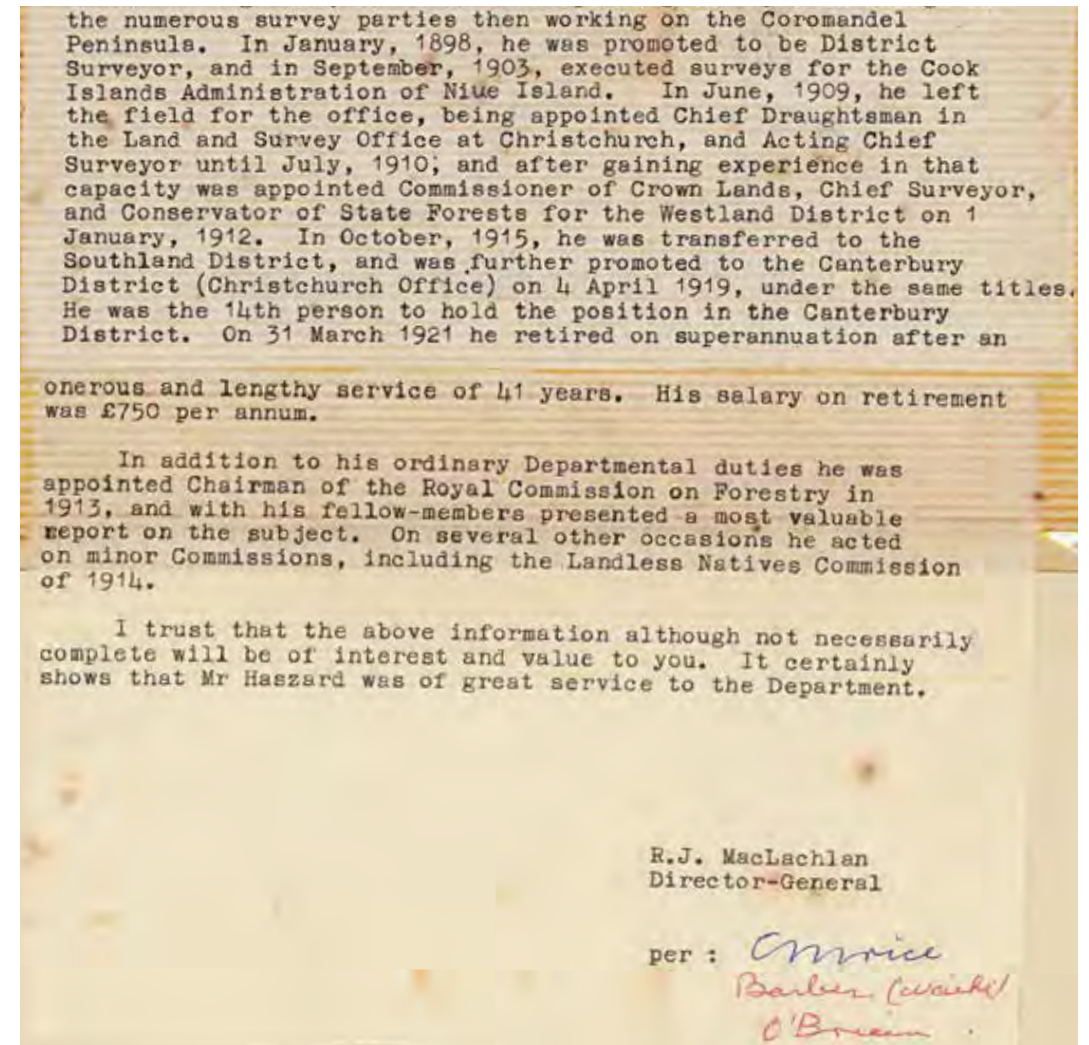 the numerous survey parties then working on the Coromandel
Peninsula. In January, 1898, he was promoted to be District
Surveyor, and in September, 1903, executed surveys for the Cook
Islands Administration of Niue Island. In June, 1909, he left
the field for the office, being appointed Chief Draughtsman in
the Land and Survey Office at Christchurch, and Acting Chief
Surveyor until July, 1910; and after gaining experience in that
capacity was appointed Commissioner of Crown Lands, Chief Surveyor,
and Conservator of State Forests for the Westland District on 1
January, 1912. In October, 1915, he was transferred to the
Southland District, and was further promoted to the Canterbury
District (Christchurch Office) on 4 April 1919, under the same titles.
He was the 14th person to hold the position in the Canterbury
District. On 31 March 1921 he retired on superannuation after an
onerous and lengthy service of 41 years. His salary on retirement
was £750 per annum.
In addition to his ordinary Departmental duties he was
appointed Chairman of the Royal Commission on Forestry in
1913, and with his fellow-members presented a most valuable
report on the subject. On several other occasions he acted
on minor Commissions, including the Landless Natives Commission
of 1914.
I trust that the above information although not necessarily
complete will be of interest and value to you. It certainly
shows that Mr Haszard was of great service to the Department.
R.J. MacLachlan
Director-General
per :
Barber (Waihi)
O'Brien .